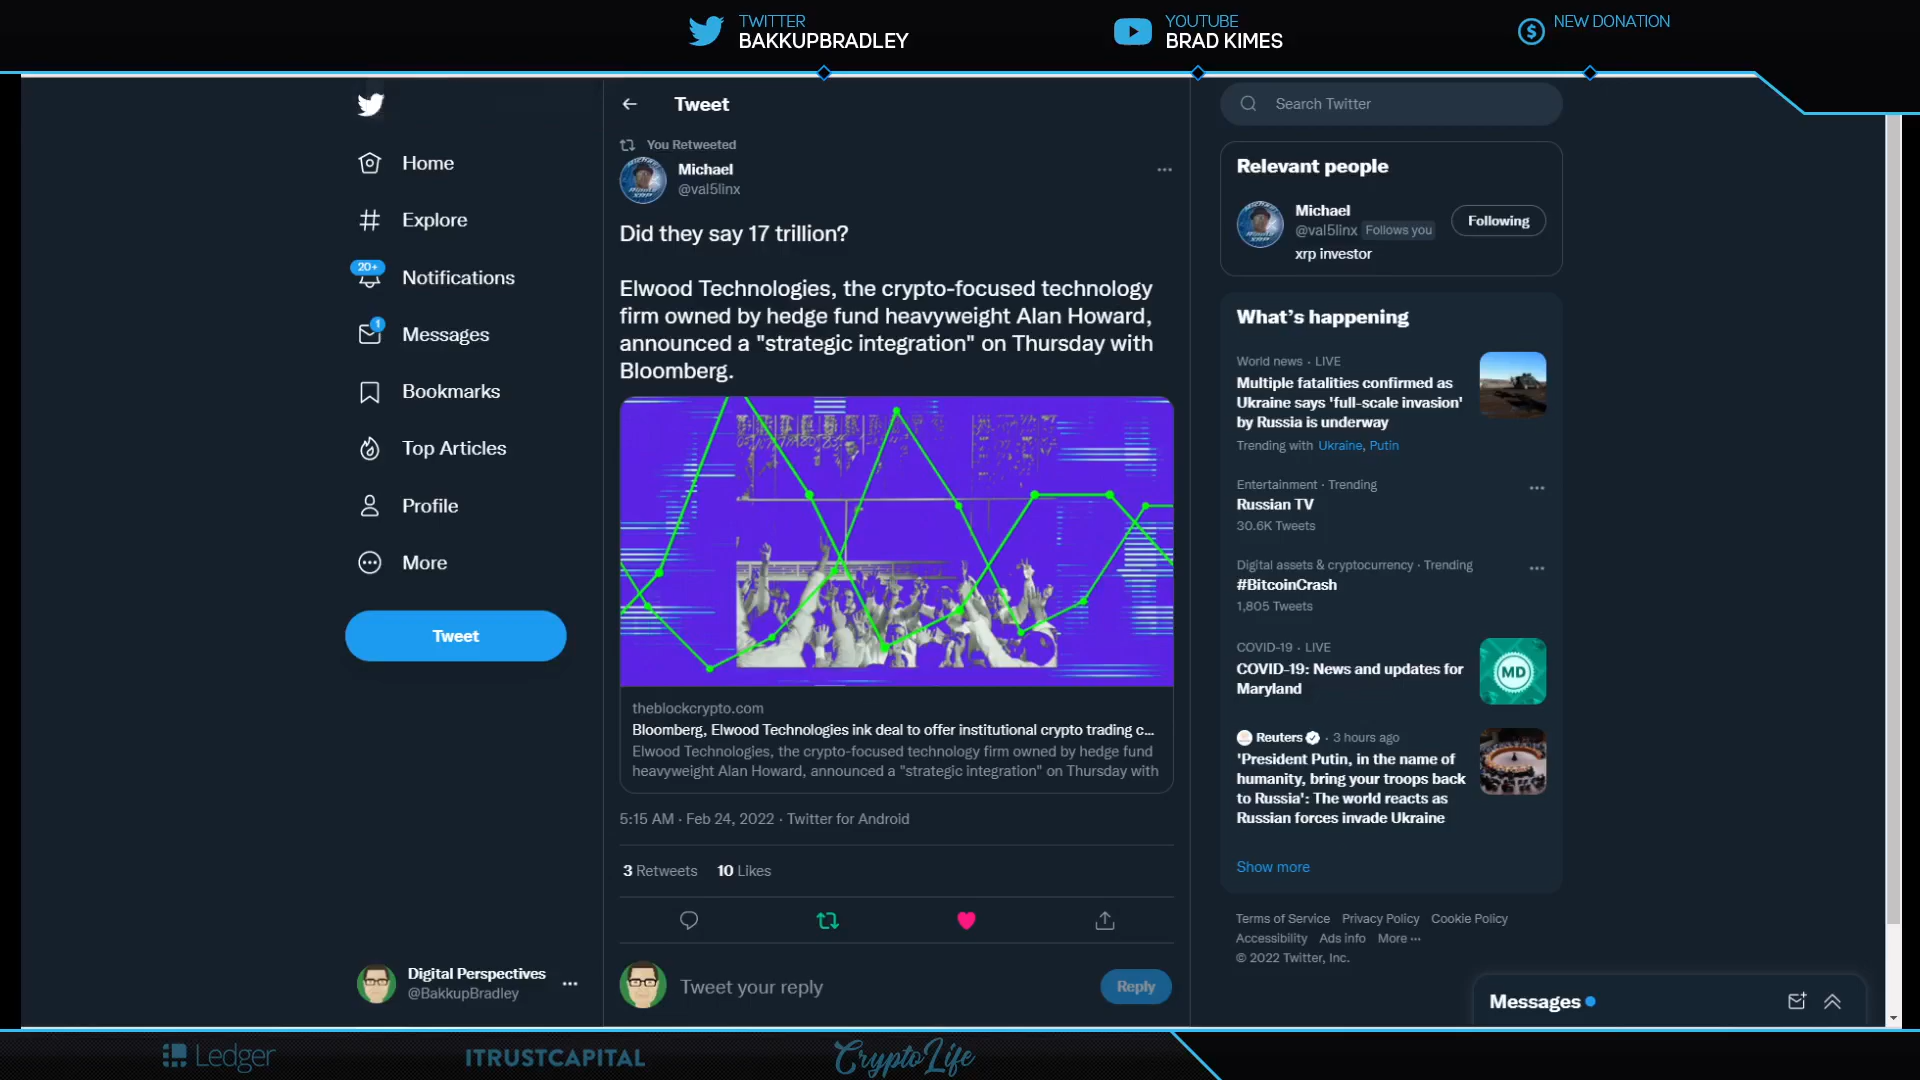 TWITTER
BAKKUPBRADLEY
YOUTUBE
BRAD KIMES
NEW DONATION
Home
Explore
20+
Notifications
1
Messages
Bookmarks
Top Articles
Profile
More
Tweet
Digital Perspectives
@BakkupBradley
Tweet
You Retweeted
Michael
@val5linx
Did they say 17 trillion?
Elwood Technologies, the crypto-focused technology
firm owned by hedge fund heavyweight Alan Howard,
announced a "strategic integration" on Thursday with
Bloomberg.
theblockcrypto.com
Bloomberg, Elwood Technologies ink deal to offer institutional crypto trading c...
Elwood Technologies, the crypto-focused technology firm owned by hedge fund
heavyweight Alan Howard, announced a "strategic integration" on Thursday with
5:15 AM · Feb 24, 2022 · Twitter for Android
3 Retweets 10 Likes
Tweet your reply
Reply
Search Twitter
Relevant people
Michael
@val5linx Follows you
Following
xrp investor
What's happening
World news · LIVE
Multiple fatalities confirmed as
Ukraine says 'full-scale invasion'
by Russia is underway
Trending with Ukraine, Putin
Entertainment · Trending
Russian TV
30.6K Tweets
Digital assets & cryptocurrency · Trending
#BitcoinCrash
1,805 Tweets
COVID-19 · LIVE
COVID-19: News and updates for
Maryland
MD
Reuters · 3 hours ago
'President Putin, in the name of
humanity, bring your troops back
to Russia': The world reacts as
Russian forces invade Ukraine
Show more
Terms of Service Privacy Policy Cookie Policy
Accessibility Ads info More ···
© 2022 Twitter, Inc.
Messages
Ledger
ITRUSTCAPITAL
CryptoLife